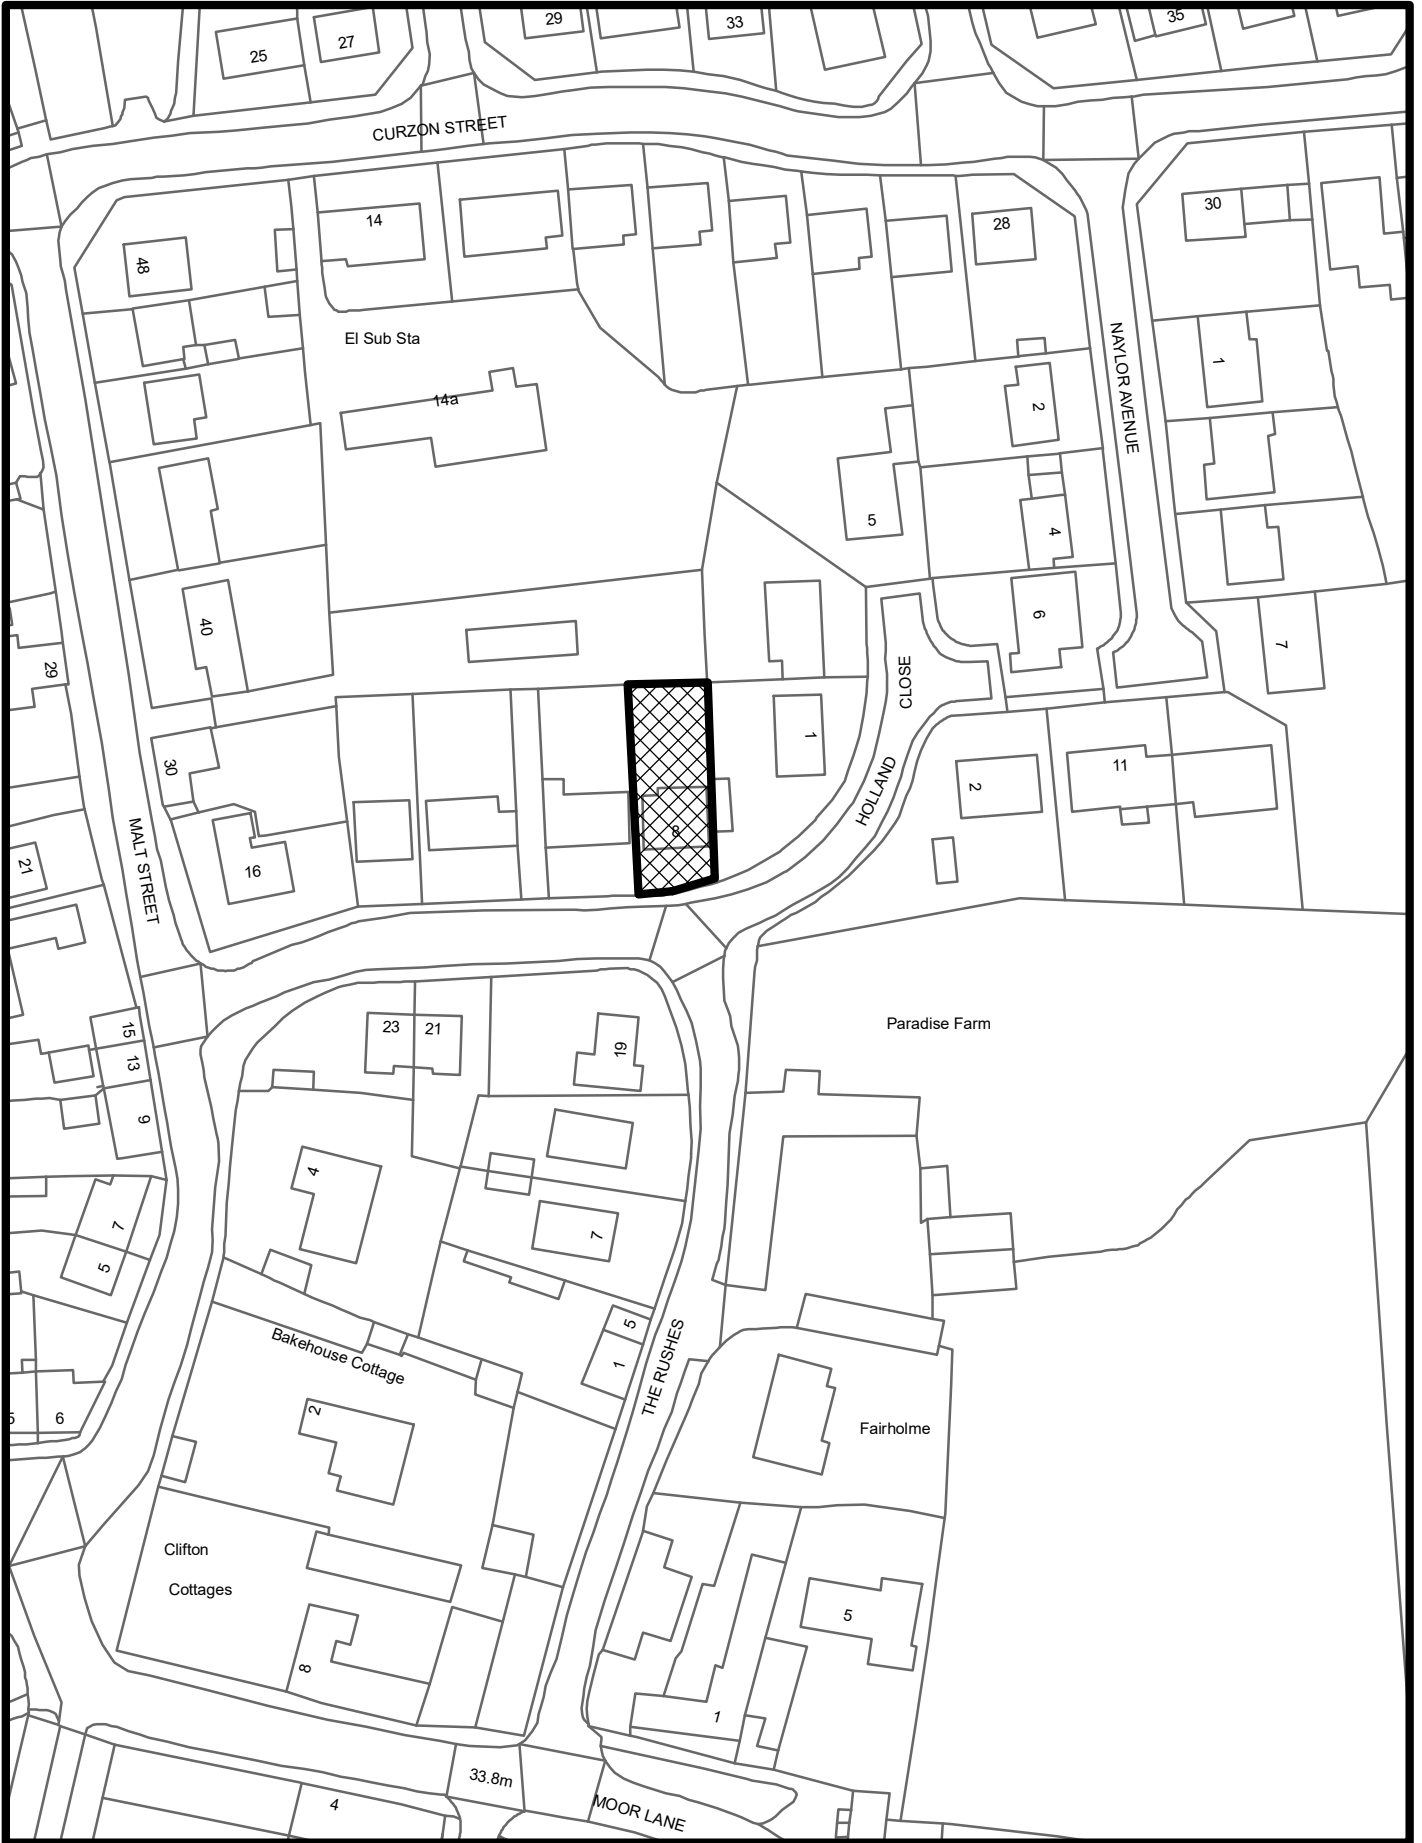 29
33
35
25
27
CURZON STREET
14
48
28
30
El Sub Sta
NAYLOR AVENUE
1
14a
2
5
4
40
6
7
29
CLOSE
1
30
HOLLAND
2
11
8
MALT STREET
21
16
15
13
9
23
21
19
Paradise Farm
4
7
7
5
5
1
THE RUSHES
Bakehouse Cottage
2
5
6
Fairholme
Clifton
Cottages
8
5
1
33.8m
4
MOOR LANE